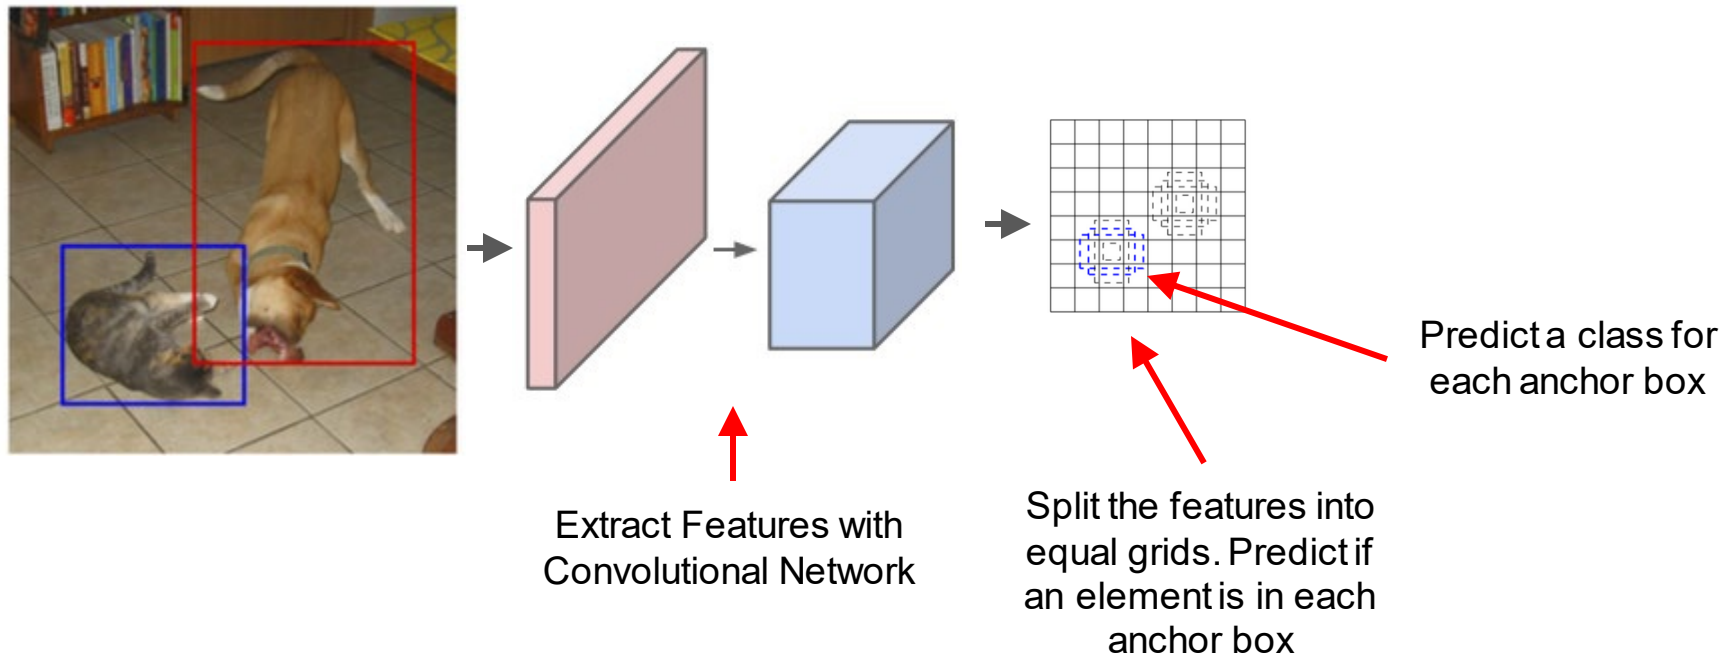 Extract Features with
Convolutional Network
Split the features into
equal grids. Predict if
an element is in each
anchor box
Predict a class for
each anchor box